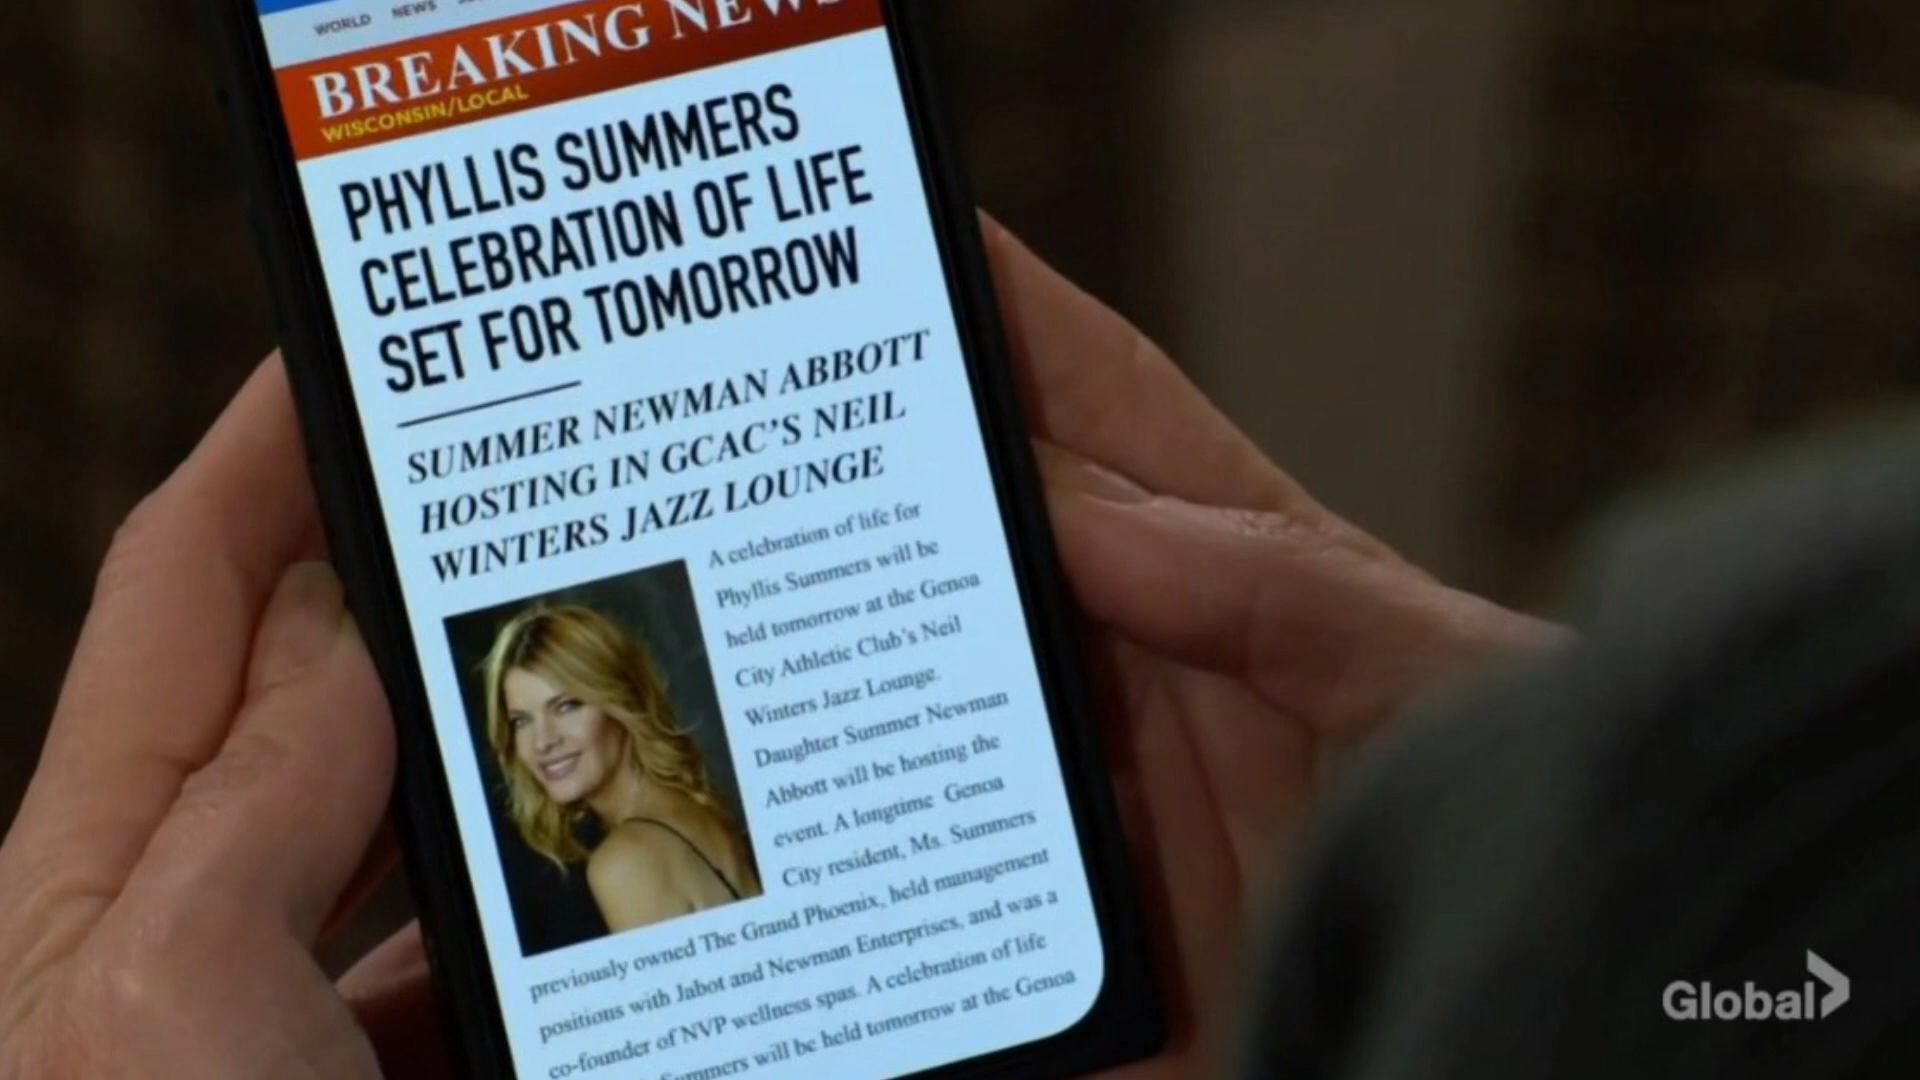 WORLD NEWS
BREAKING NEWS
WISCONSIN/LOCAL
PHYLLIS SUMMERS
CELEBRATION OF LIFE
SET FOR TOMORROW
SUMMER NEWMAN ABBOTT
HOSTING IN GCAC'S NEIL
WINTERS JAZZ LOUNGE
A celebration of life for
Phyllis Summers will be
held tomorrow at the Genoa
City Athletic Club's Neil
Winters Jazz Lounge.
Daughter Summer Newman
Abbott will be hosting the
event. A longtime Genoa
City resident, Ms. Summers
previously owned The Grand Phoenix, held management
positions with Jabot and Newman Enterprises, and was a
co-founder of NVP wellness spas. A celebration of life
Summers will be held tomorrow at the Genoa
Global